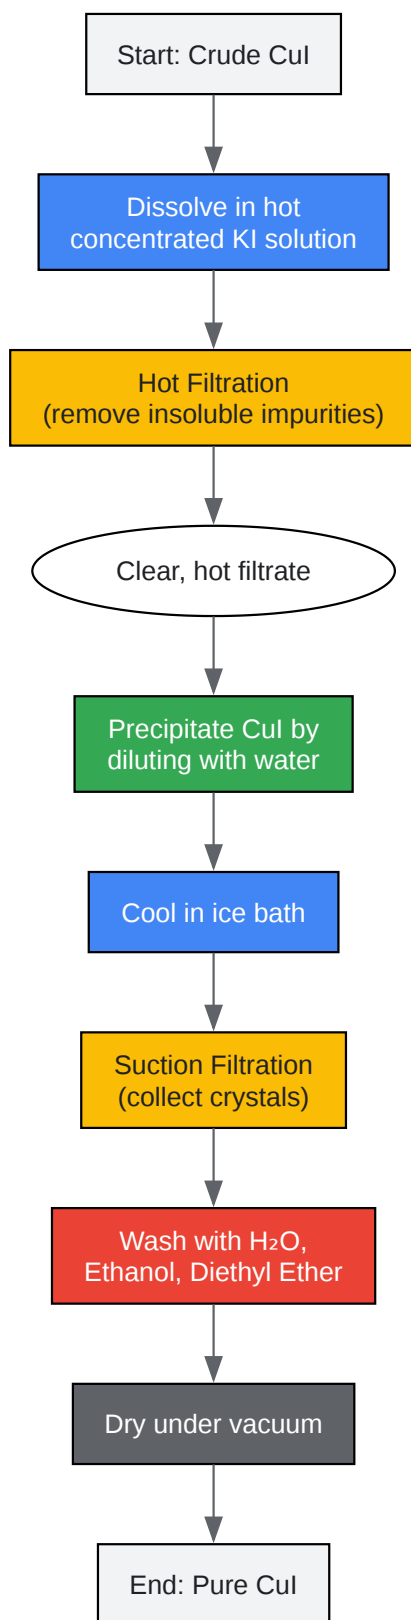 Start: Crude CuI
Dissolve in hot
concentrated KI solution
Hot Filtration
(remove insoluble impurities)
Clear, hot filtrate
Precipitate CuI by
diluting with water
Cool in ice bath
Suction Filtration
(collect crystals)
Wash with H₂O,
Ethanol, Diethyl Ether
Dry under vacuum
End: Pure CuI